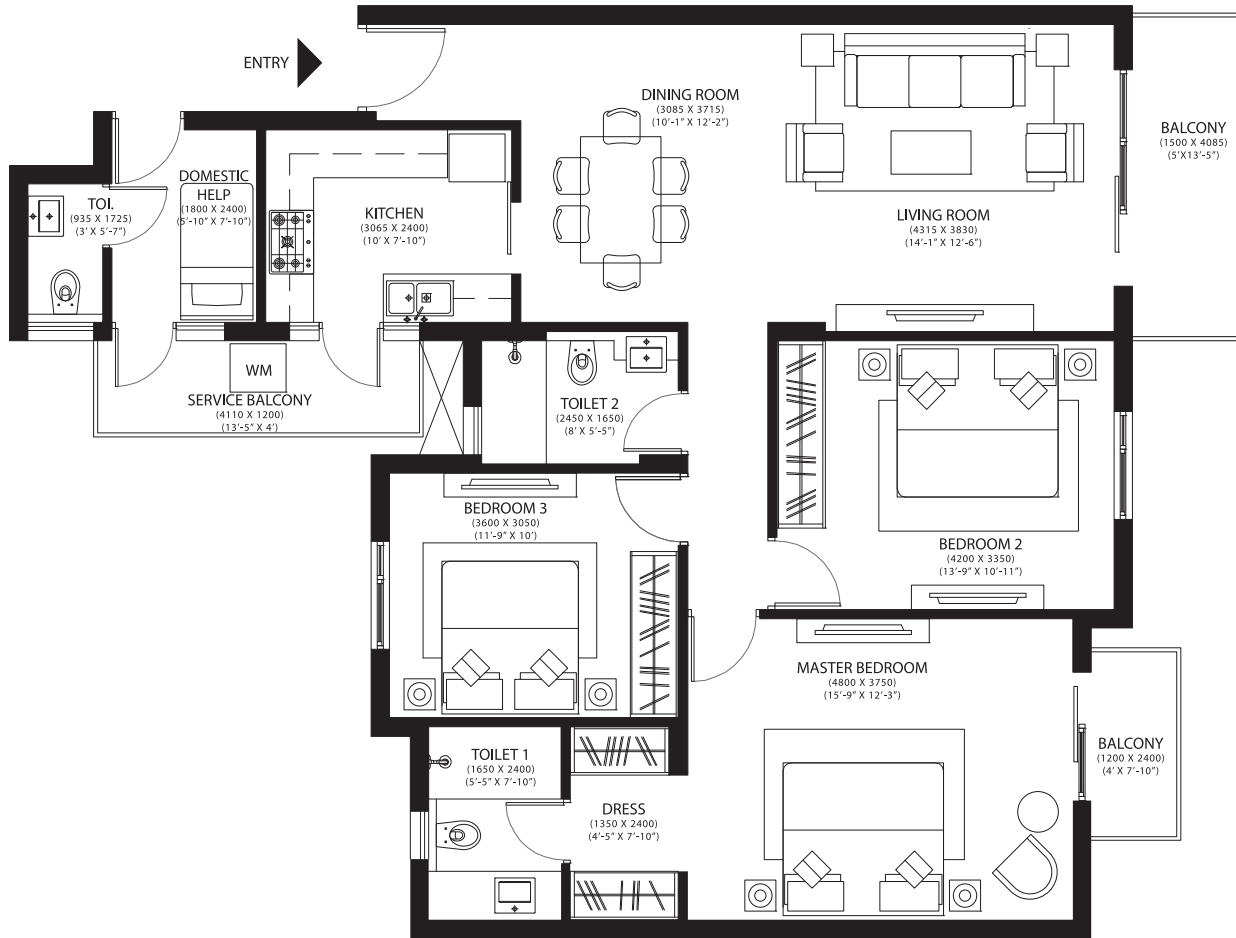 ENTRY
DINING ROOM
(3085 X 3715)
(10'-1" X 12'-2")
BALCONY
(1500 X 4085)
(5'X13'-5")
LIVING ROOM
(4315 X 3830)
(14'-1" X 12'-6")
DOMESTIC
HELP
(1800 X 2400)
(5'-10" X 7'-10")
TOI.
(935 X 1725)
(3' X 5'-7")
KITCHEN
(3065 X 2400)
(10' X 7'-10")
WM
SERVICE BALCONY
(4110 X 1200)
(13'-5" X 4')
TOILET 2
(2450 X 1650)
(8' X 5'-5")
BEDROOM 3
(3600 X 3050)
(11'-9" X 10')
BEDROOM 2
(4200 X 3350)
(13'-9" X 10'-11")
MASTER BEDROOM
(4800 X 3750)
(15'-9" X 12'-3")
BALCONY
(1200 X 2400)
(4' X 7'-10")
TOILET 1
(1650 X 2400)
(5'-5" X 7'-10")
DRESS
(1350 X 2400)
(4'-5" X 7'-10")